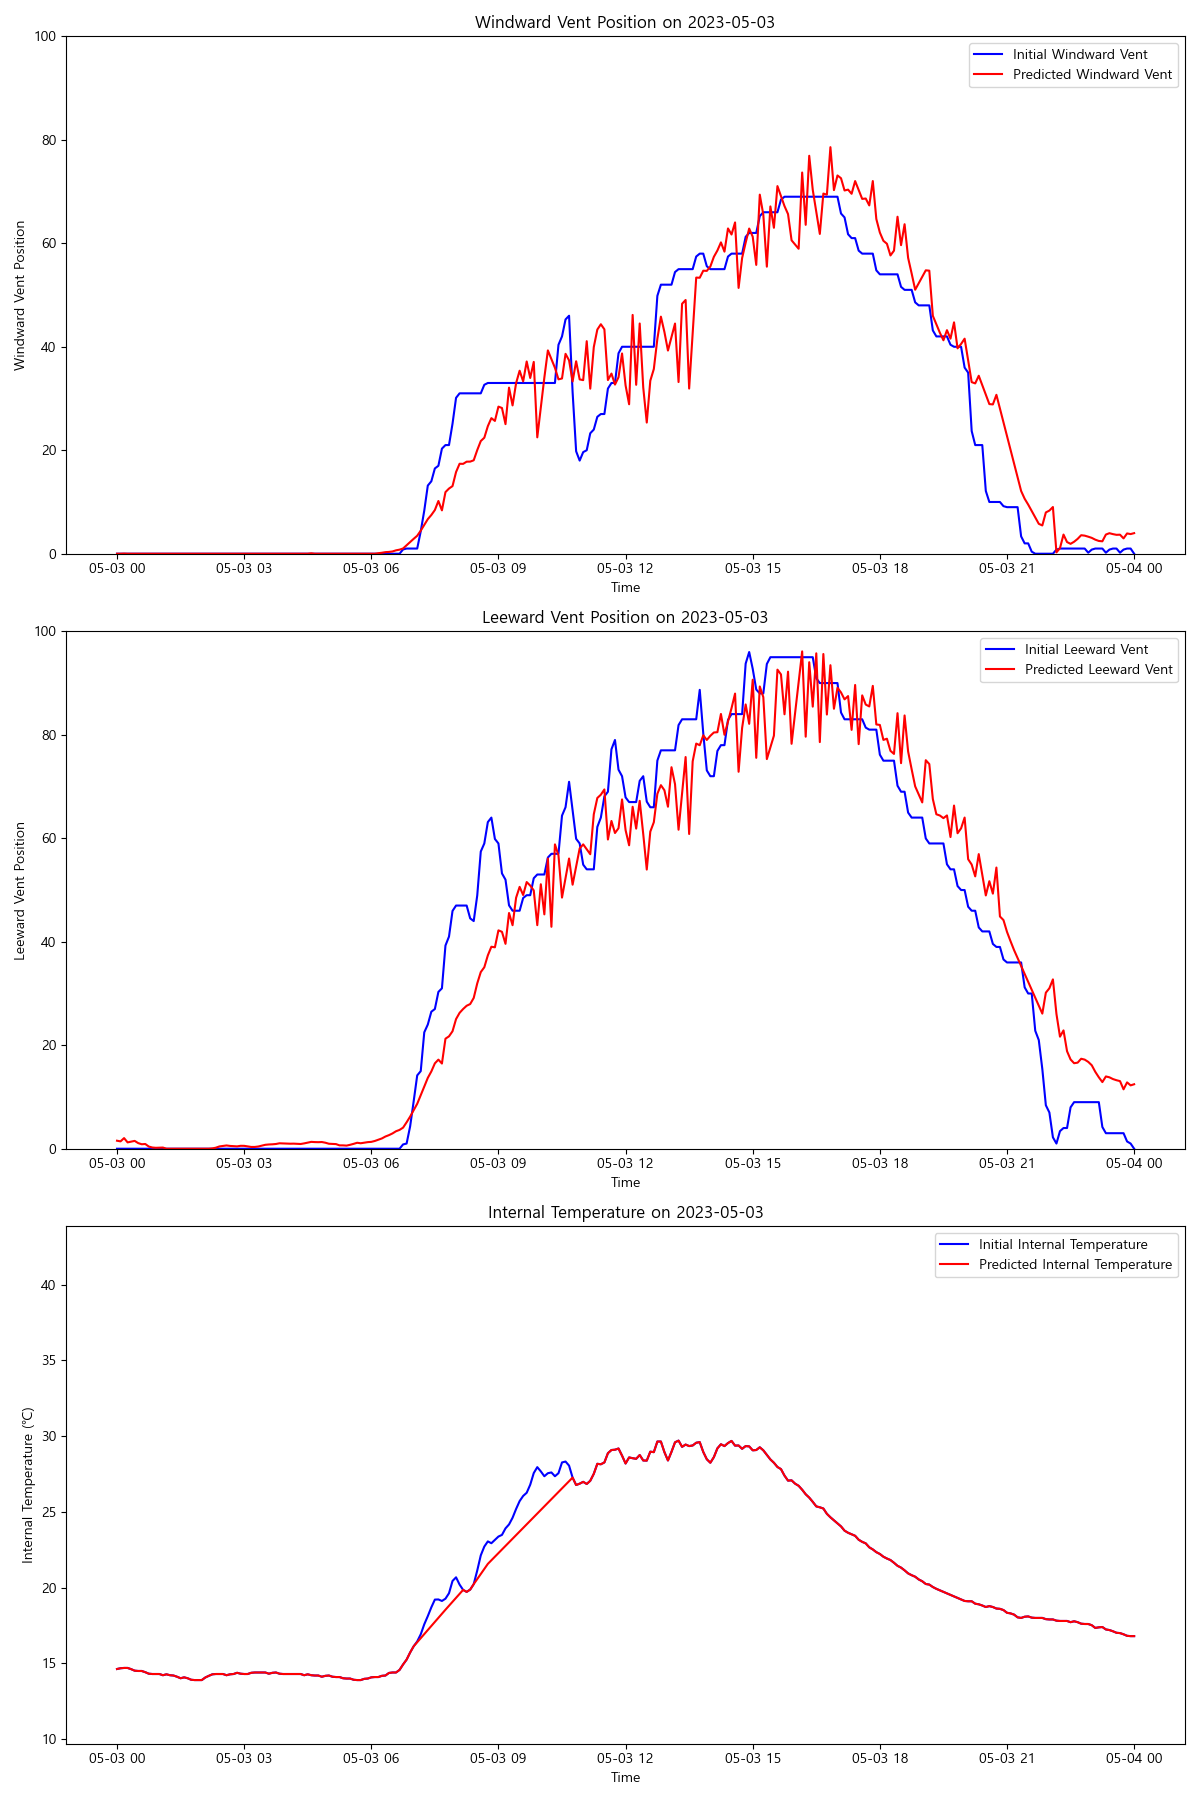 Windward Vent Position on 2023-05-03
100
80
60
40
20
0
Windward Vent Position
Initial Windward Vent
Predicted Windward Vent
05-03 00 05-03 03 05-03 06 05-03 09 05-03 12 05-03 15 05-03 18 05-03 21 05-04 00
Time
Leeward Vent Position on 2023-05-03
100
80
60
40
20
0
Leeward Vent Position
Initial Leeward Vent
Predicted Leeward Vent
05-03 00 05-03 03 05-03 06 05-03 09 05-03 12 05-03 15 05-03 18 05-03 21 05-04 00
Time
Internal Temperature on 2023-05-03
40
35
30
25
20
15
10
Internal Temperature (℃)
Initial Internal Temperature
Predicted Internal Temperature
05-03 00 05-03 03 05-03 06 05-03 09 05-03 12 05-03 15 05-03 18 05-03 21 05-04 00
Time